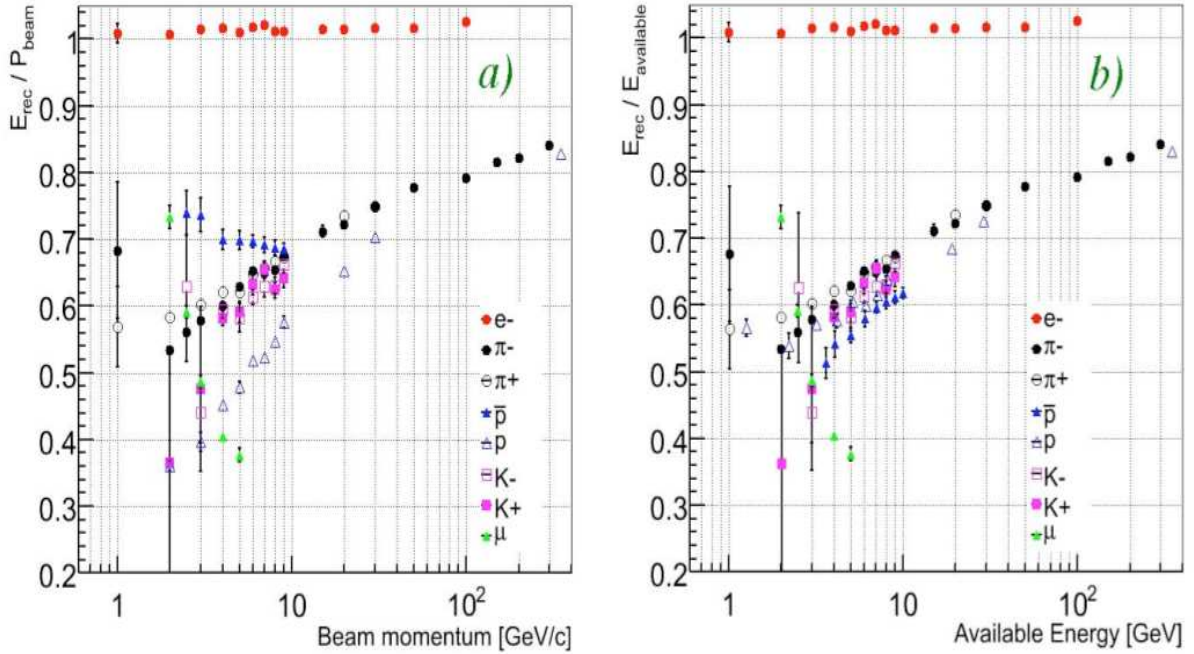 E_rec / P_beam
a)
1
0.9
0.8
0.7
0.6
0.5
0.4
0.3
0.2
e-
π-
π+
p̄
p
K-
K+
μ
1
10
10²
Beam momentum [GeV/c]
E_rec / E_available
b)
1
0.9
0.8
0.7
0.6
0.5
0.4
0.3
0.2
e-
π-
π+
p̄
p
K-
K+
μ
1
10
10²
Available Energy [GeV]